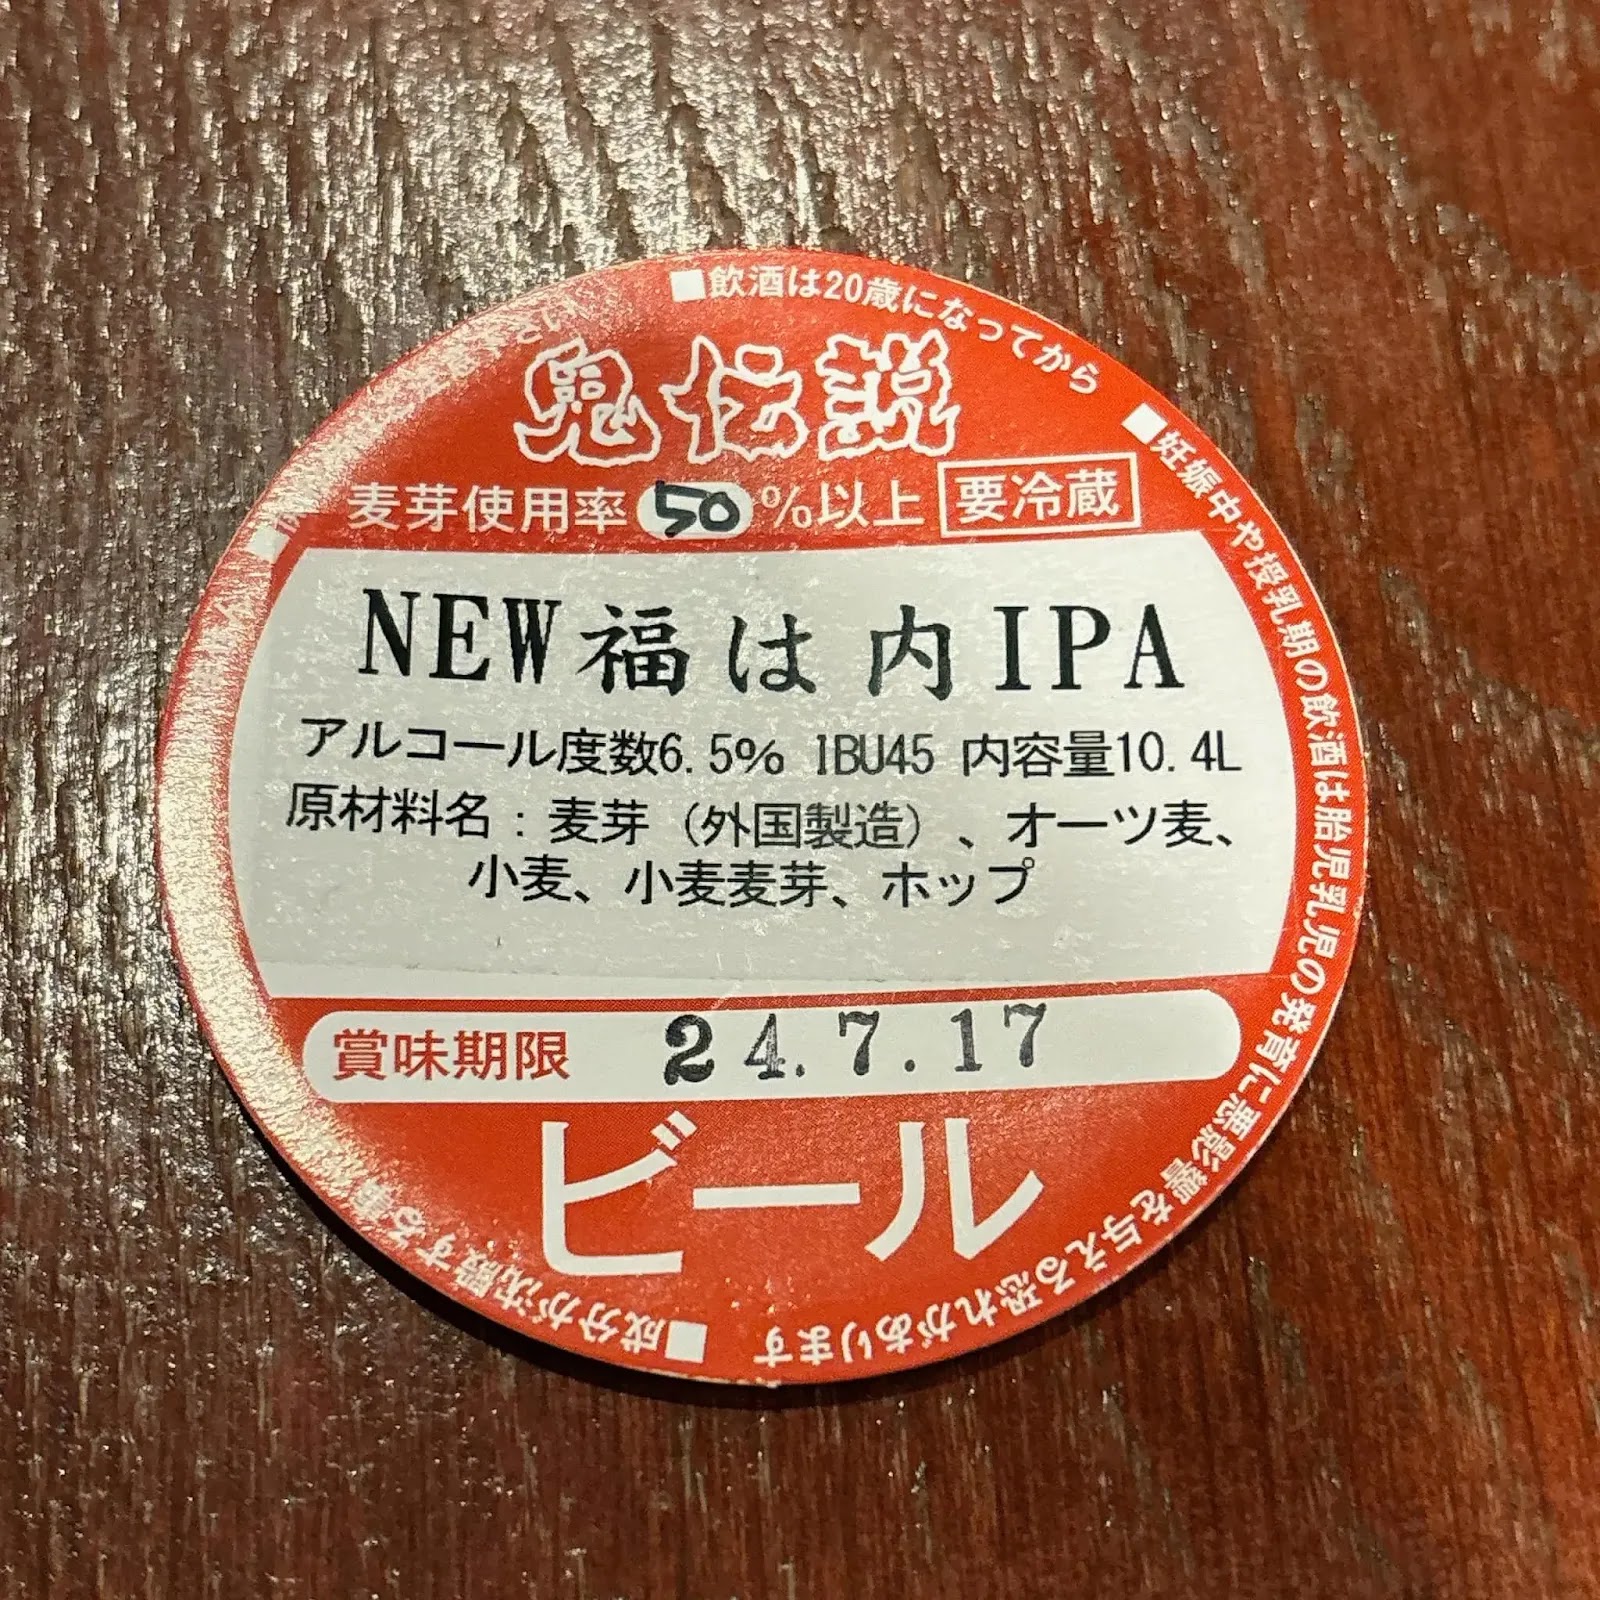 ■飲酒は20歳になってから
■妊娠中や授乳期の飲酒は胎児乳児の発育に悪影響を与える恐れがあります
■成分が沈殿する事
鬼伝説
麦芽使用率 50 %以上 要冷蔵
NEW福は内IPA
アルコール度数6.5% IBU45 内容量10.4L
原材料名：麦芽（外国製造）、オーツ麦、
小麦、小麦麦芽、ホップ
賞味期限 24.7.17
ビール